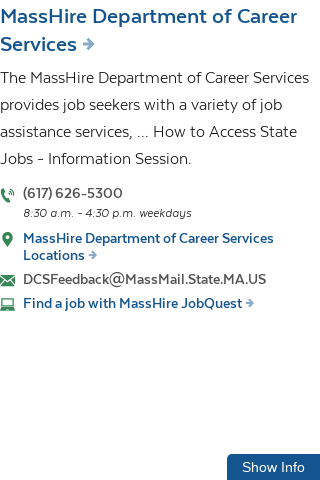 MassHire Department of Career
Services
The MassHire Department of Career Services
provides job seekers with a variety of job
assistance services, ... How to Access State
Jobs - Information Session.
(617) 626-5300
8:30 a.m. - 4:30 p.m. weekdays
MassHire Department of Career Services
Locations
DCSFeedback@MassMail.State.MA.US
Find a job with MassHire JobQuest
Show Info